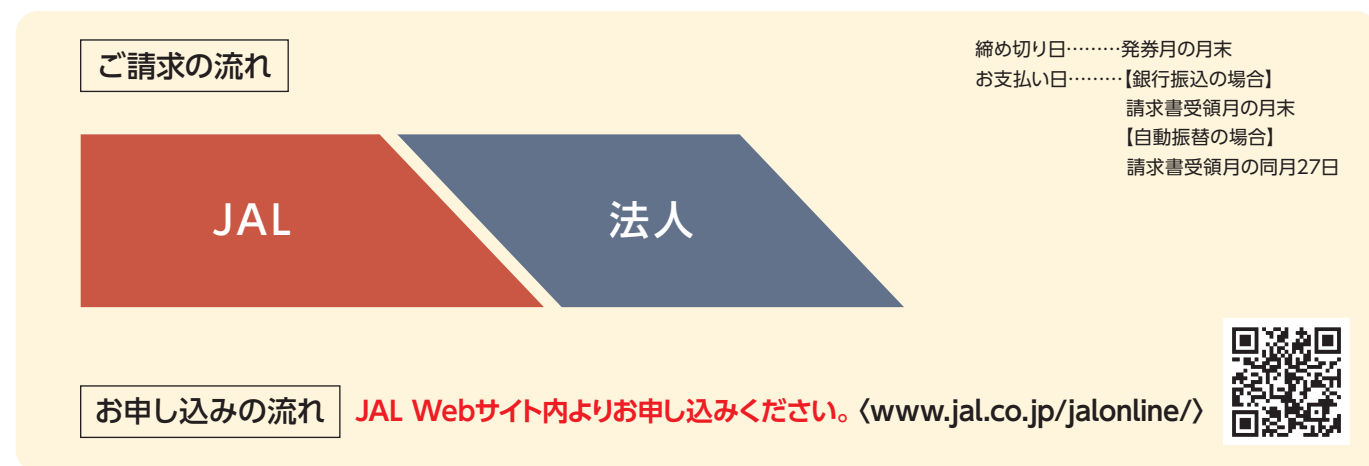 ご請求の流れ
締め切り日………発券月の月末
お支払い日………【銀行振込の場合】
請求書受領月の月末
【自動振替の場合】
請求書受領月の同月27日
JAL
法人
お申し込みの流れ
JAL Webサイト内よりお申し込みください。〈www.jal.co.jp/jalonline/〉